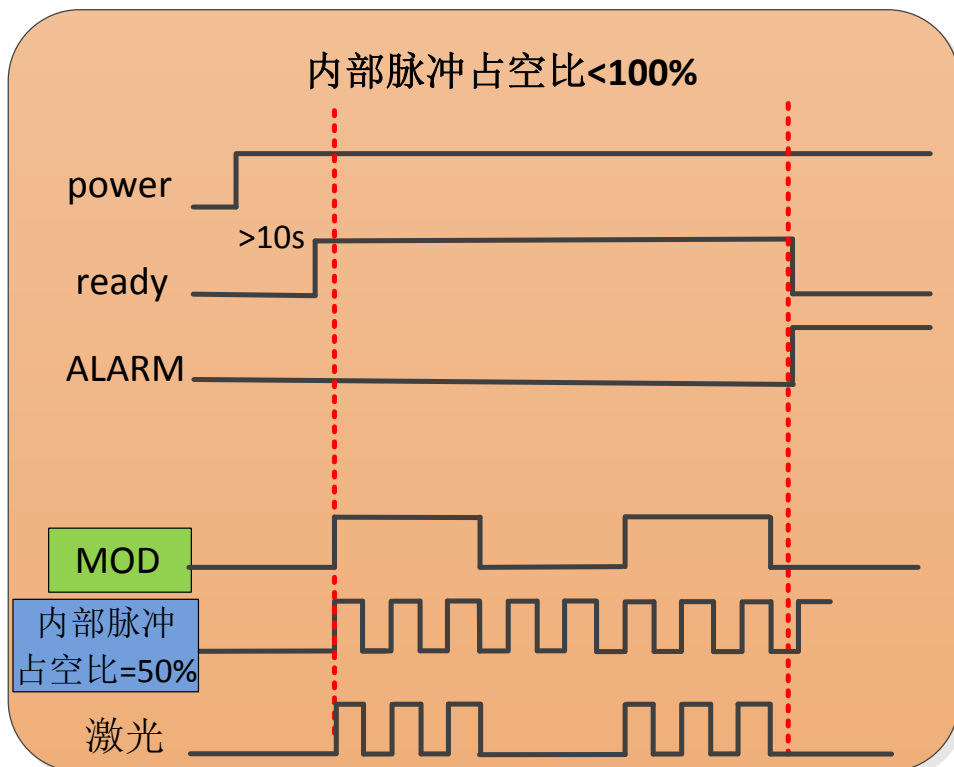 内部脉冲占空比<100%
power
>10s
ready
ALARM
MOD
内部脉冲
占空比=50%
激光